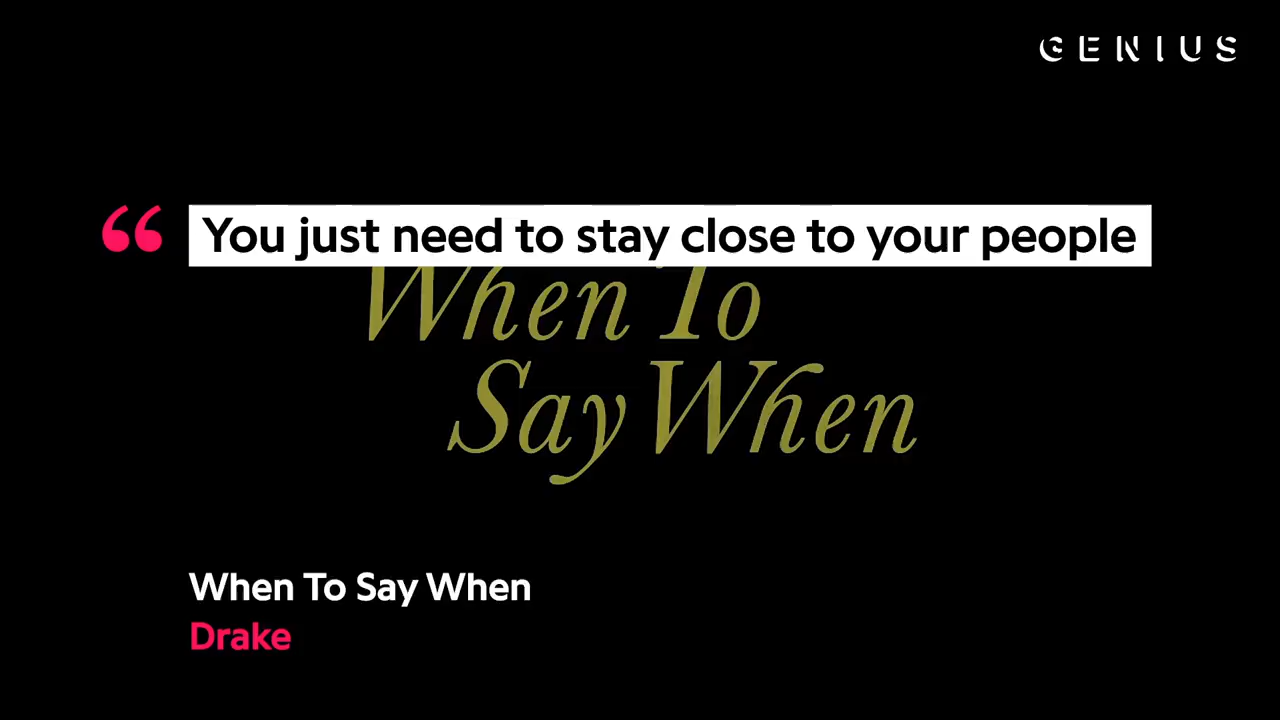 GENIUS
“ You just need to stay close to your people
When To
Say When
When To Say When
Drake